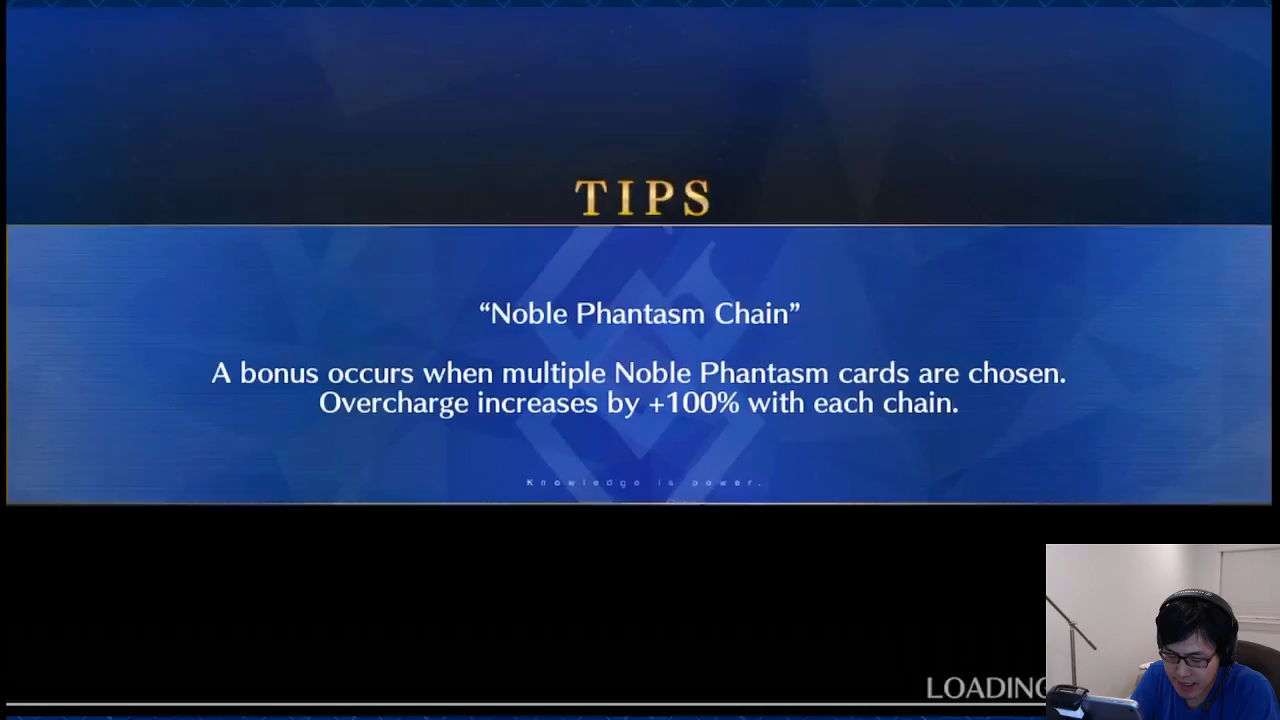 TIPS
“Noble Phantasm Chain”
A bonus occurs when multiple Noble Phantasm cards are chosen.
Overcharge increases by +100% with each chain.
Knowledge is power.
LOADING